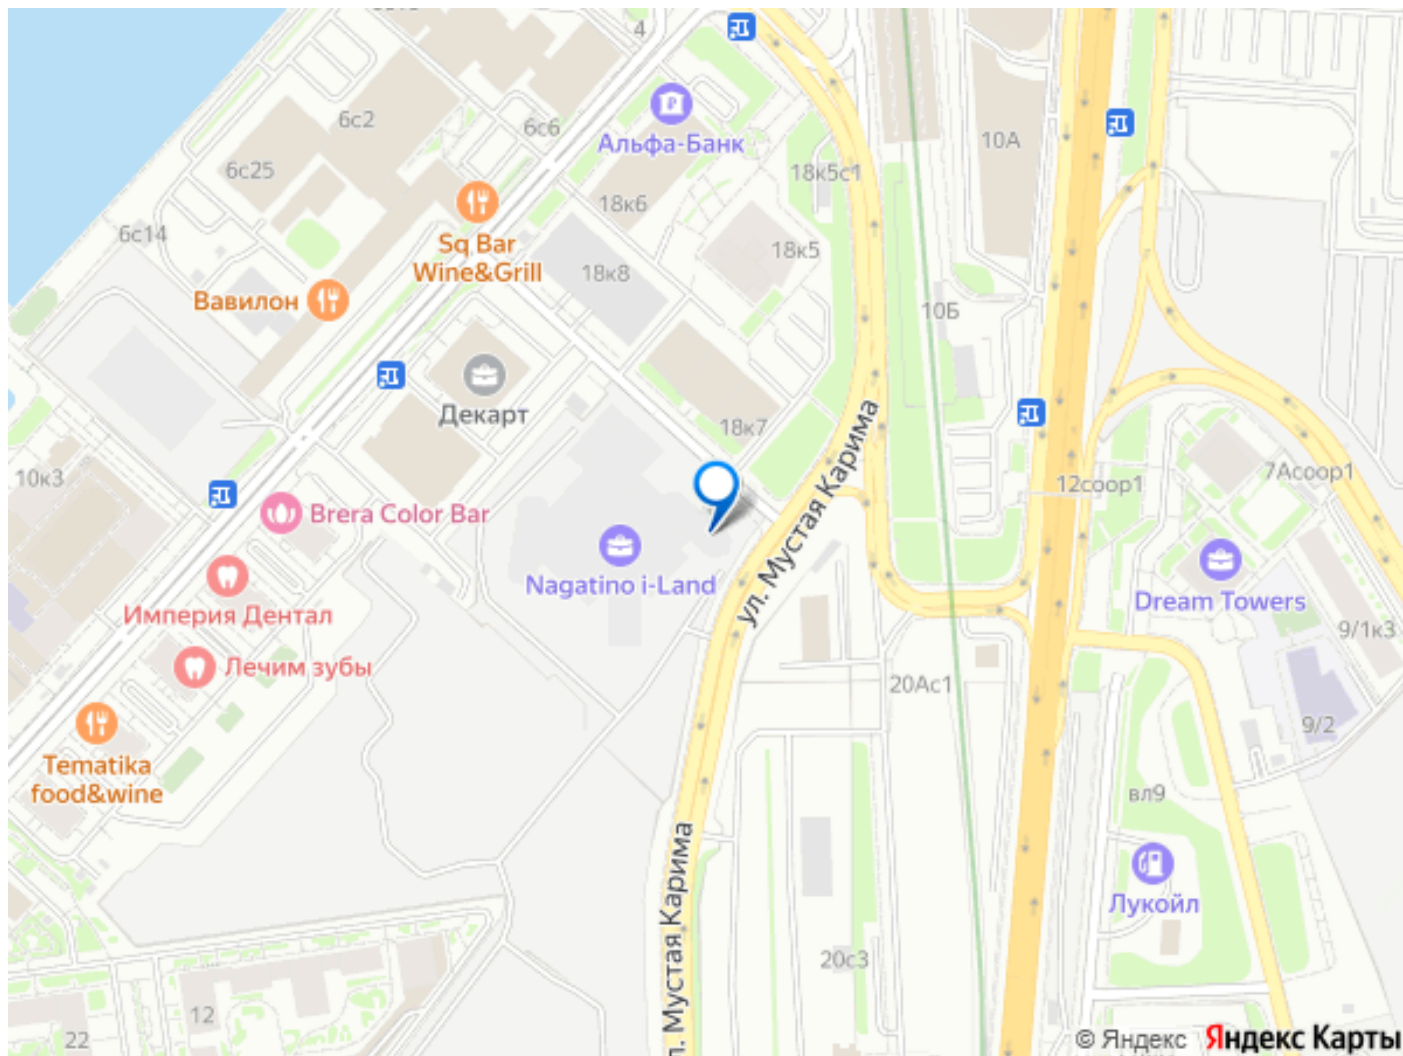 4
6с2
6с6
Альфа-Банк
10А
6с25
18к5с1
18к6
6с14
Sq Bar
Wine&Grill
18к5
18к8
Вавилон
10Б
Декарт
18к7
10к3
7Асоор1
12соор1
Brera Color Bar
ул. Мустая Карима
Nagatino i-Land
Империя Дентал
Dream Towers
9/1к3
Лечим зубы
20Ас1
9/2
Tematika
food&wine
вл9
Лукойл
л. Мустая Карима
20с3
12
22
© Яндекс Яндекс Карты